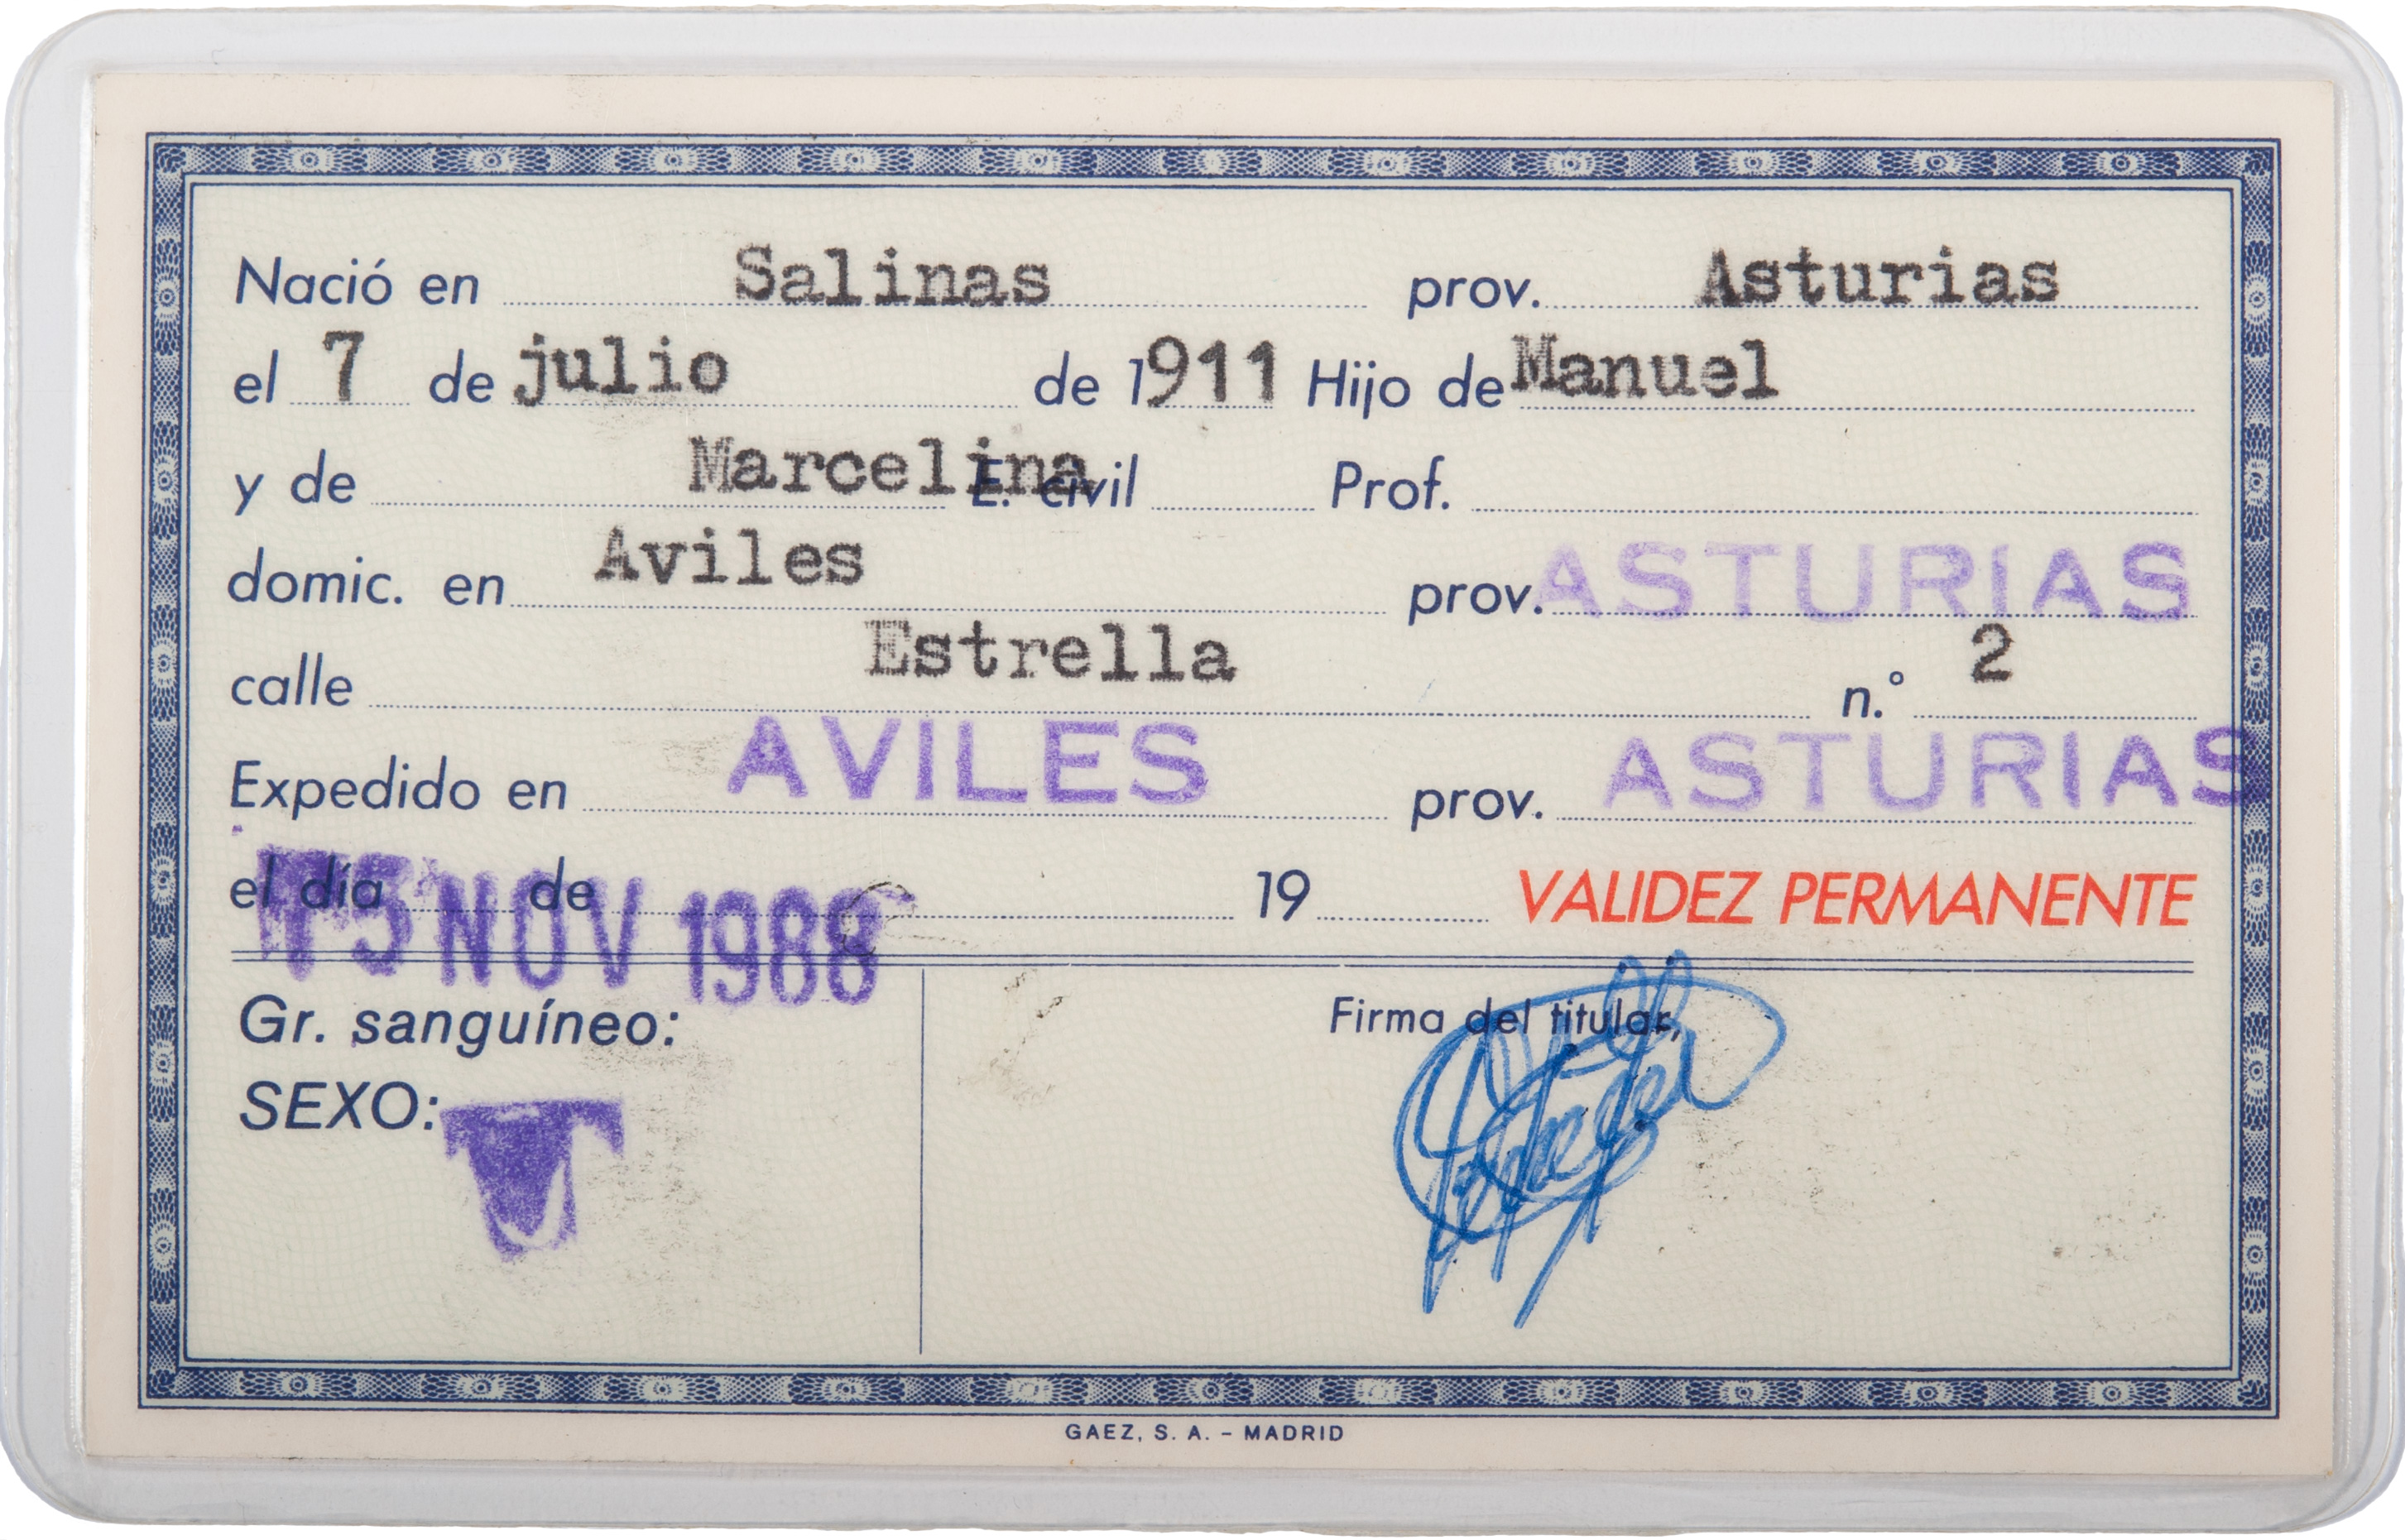 Nació en Salinas prov. Asturias
el 7 de julio de 1911 Hijo de Manuel
y de Marcelina E. civil Prof.
domic. en Aviles prov. ASTURIAS
calle Estrella n.º 2
Expedido en AVILES prov. ASTURIAS
el día de 19 VALIDEZ PERMANENTE
NOV 1988
Gr. sanguíneo:
Firma del titular,
SEXO:
GAEZ, S. A. - MADRID